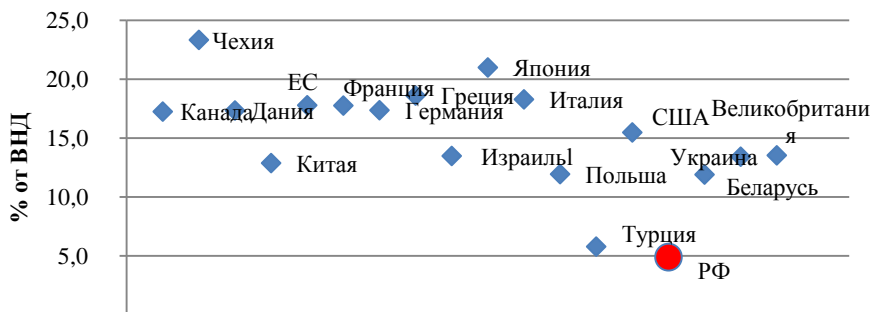 25,0
20,0
15,0
10,0
5,0
% от ВНД
Чехия
Япония
ЕС
Франция
Канада
Дания
Германия
Греция
Италия
США
Великобритани
я
Китая
Израильl
Украина
Польша
Беларусь
Турция
РФ